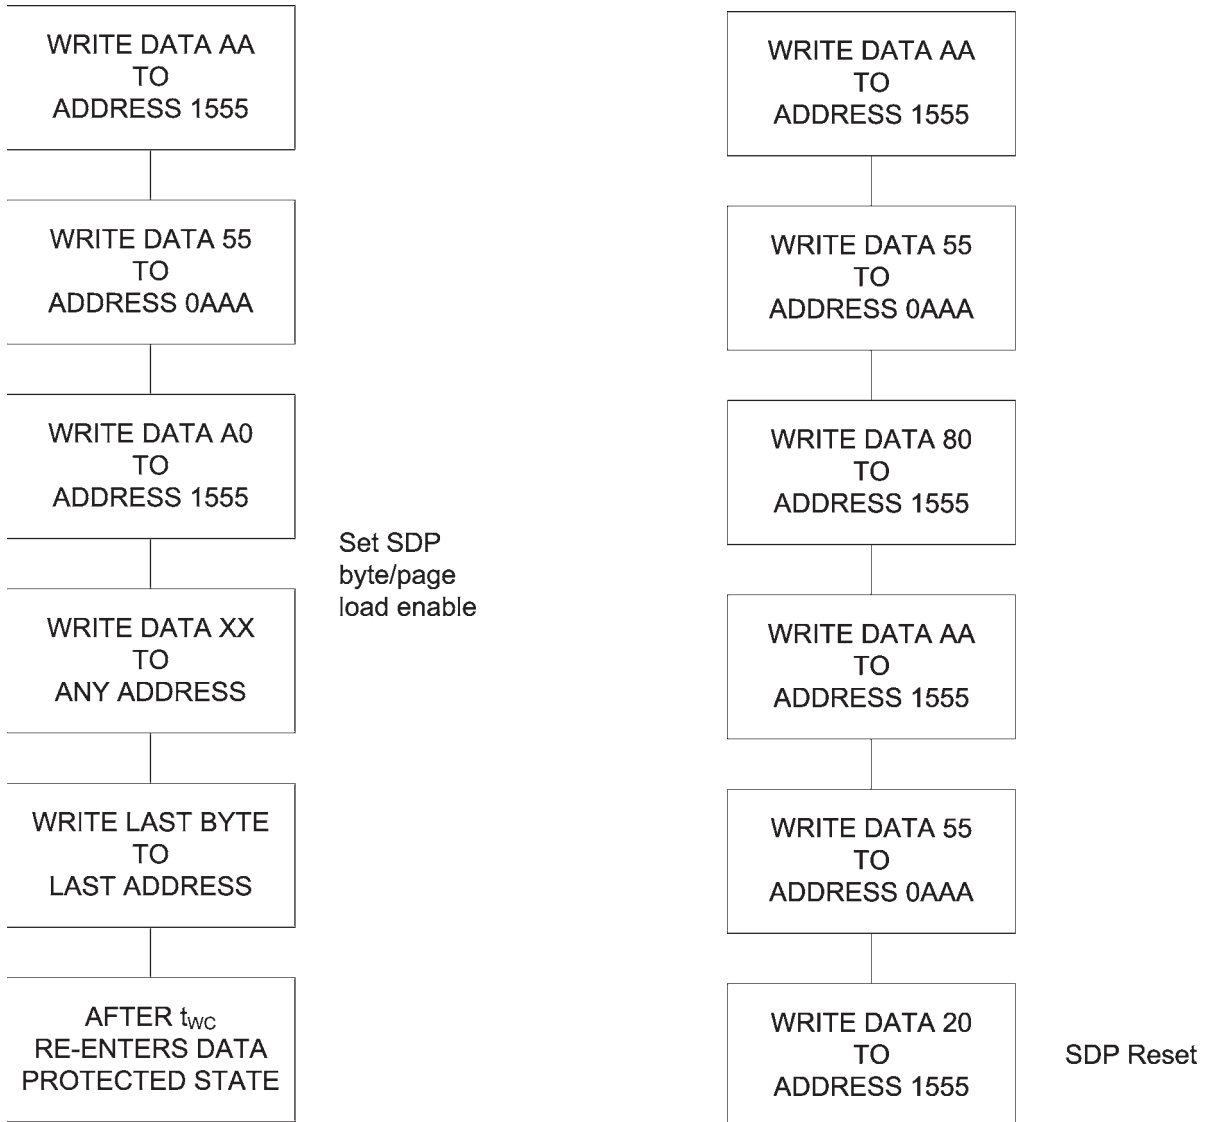 WRITE DATA AA
TO
ADDRESS 1555
WRITE DATA 55
TO
ADDRESS 0AAA
WRITE DATA A0
TO
ADDRESS 1555
WRITE DATA XX
TO
ANY ADDRESS
WRITE LAST BYTE
TO
LAST ADDRESS
AFTER tWC
RE-ENTERS DATA
PROTECTED STATE
Set SDP
byte/page
load enable
WRITE DATA AA
TO
ADDRESS 1555
WRITE DATA 55
TO
ADDRESS 0AAA
WRITE DATA 80
TO
ADDRESS 1555
WRITE DATA AA
TO
ADDRESS 1555
WRITE DATA 55
TO
ADDRESS 0AAA
WRITE DATA 20
TO
ADDRESS 1555
SDP Reset